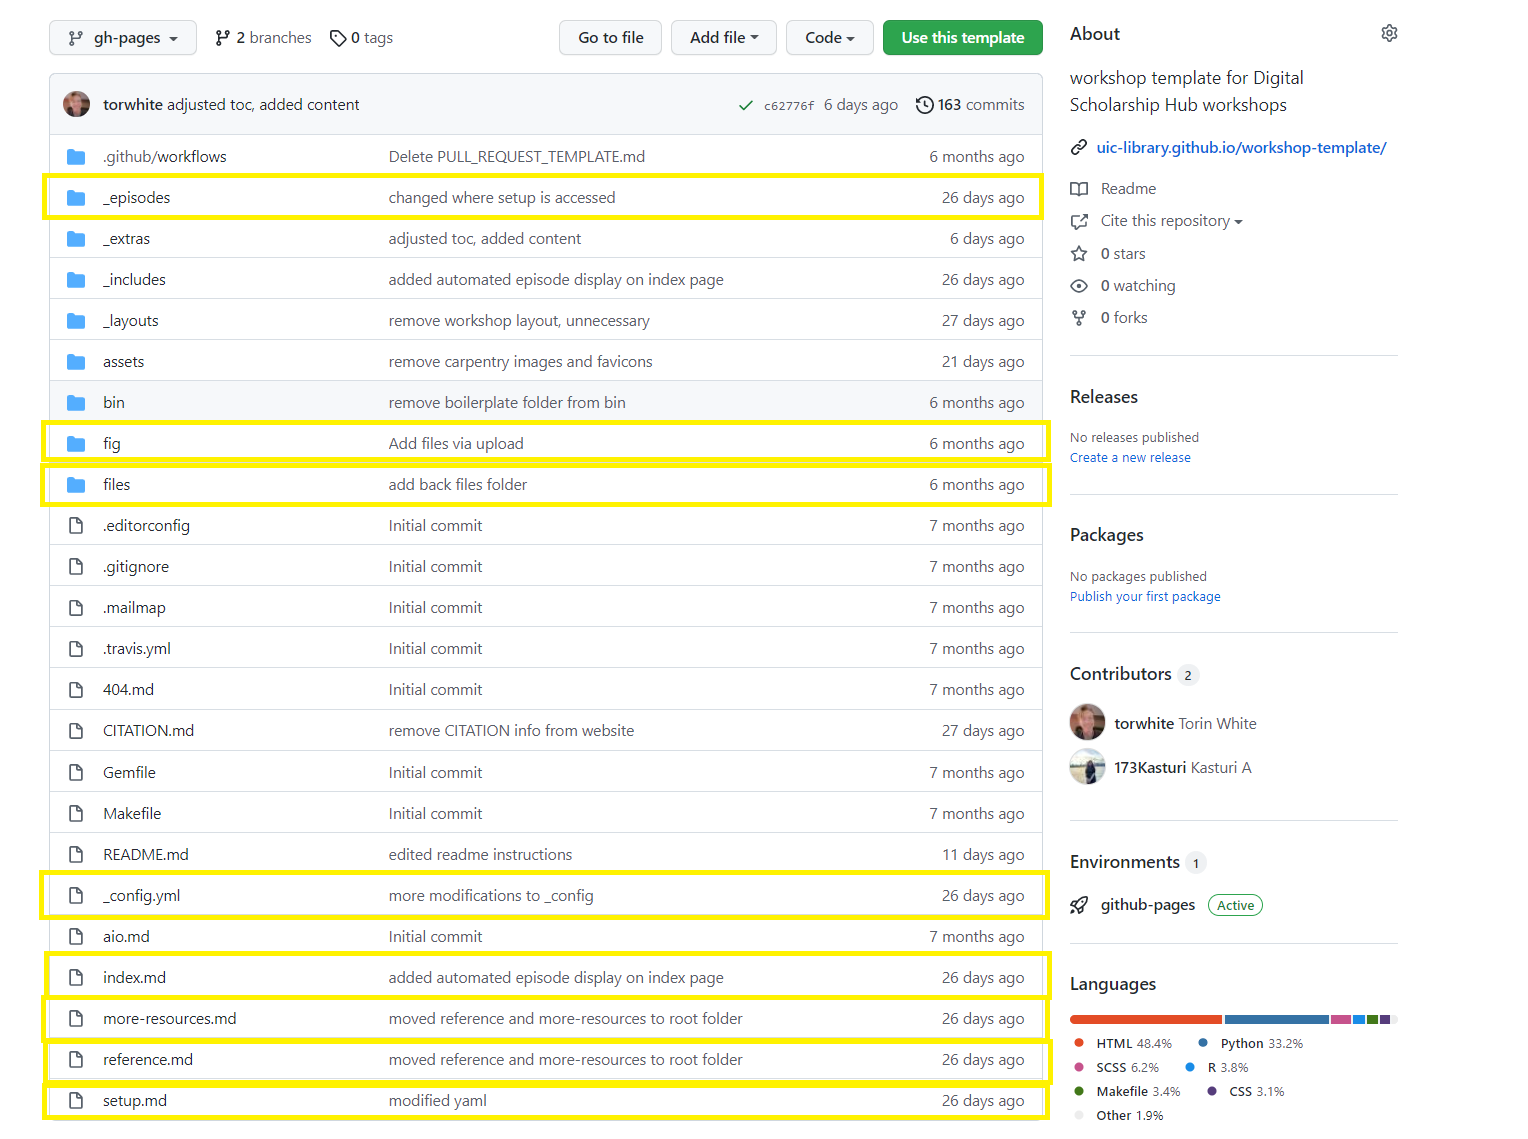 gh-pages 2 branches 0 tags Go to file Add file Code Use this template
torwhite adjusted toc, added content c62776f 6 days ago 163 commits
.github/workflows Delete PULL_REQUEST_TEMPLATE.md 6 months ago
_episodes changed where setup is accessed 26 days ago
_extras adjusted toc, added content 6 days ago
_includes added automated episode display on index page 26 days ago
_layouts remove workshop layout, unnecessary 27 days ago
assets remove carpentry images and favicons 21 days ago
bin remove boilerplate folder from bin 6 months ago
fig Add files via upload 6 months ago
files add back files folder 6 months ago
.editorconfig Initial commit 7 months ago
.gitignore Initial commit 7 months ago
.mailmap Initial commit 7 months ago
.travis.yml Initial commit 7 months ago
404.md Initial commit 7 months ago
CITATION.md remove CITATION info from website 27 days ago
Gemfile Initial commit 7 months ago
Makefile Initial commit 7 months ago
README.md edited readme instructions 11 days ago
_config.yml more modifications to _config 26 days ago
aio.md Initial commit 7 months ago
index.md added automated episode display on index page 26 days ago
more-resources.md moved reference and more-resources to root folder 26 days ago
reference.md moved reference and more-resources to root folder 26 days ago
setup.md modified yaml 26 days ago
About
workshop template for Digital
Scholarship Hub workshops
uic-library.github.io/workshop-template/
Readme
Cite this repository
0 stars
0 watching
0 forks
Releases
No releases published
Create a new release
Packages
No packages published
Publish your first package
Contributors 2
torwhite Torin White
173Kasturi Kasturi A
Environments 1
github-pages Active
Languages
HTML 48.4% Python 33.2%
SCSS 6.2% R 3.8%
Makefile 3.4% CSS 3.1%
Other 1.9%